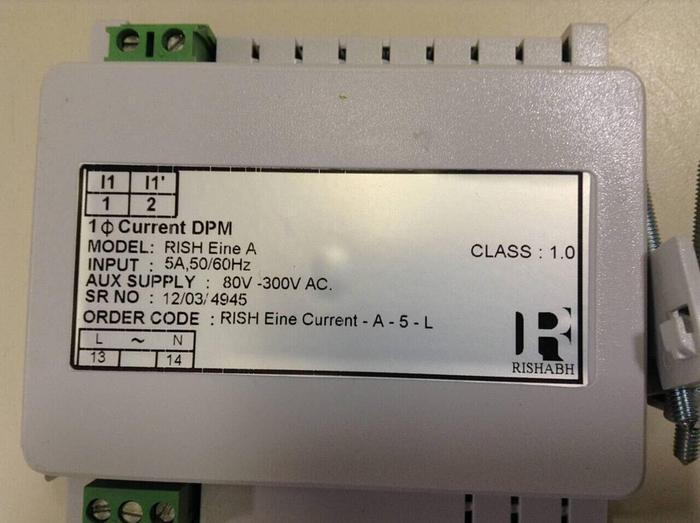 I1 I1'
1 2
1 ϕ Current DPM
MODEL: RISH Eine A
CLASS : 1.0
INPUT : 5A,50/60Hz
AUX SUPPLY : 80V -300V AC.
SR NO : 12/03/4945
ORDER CODE : RISH Eine Current - A - 5 - L
L ~ N
13 14
RISHABH